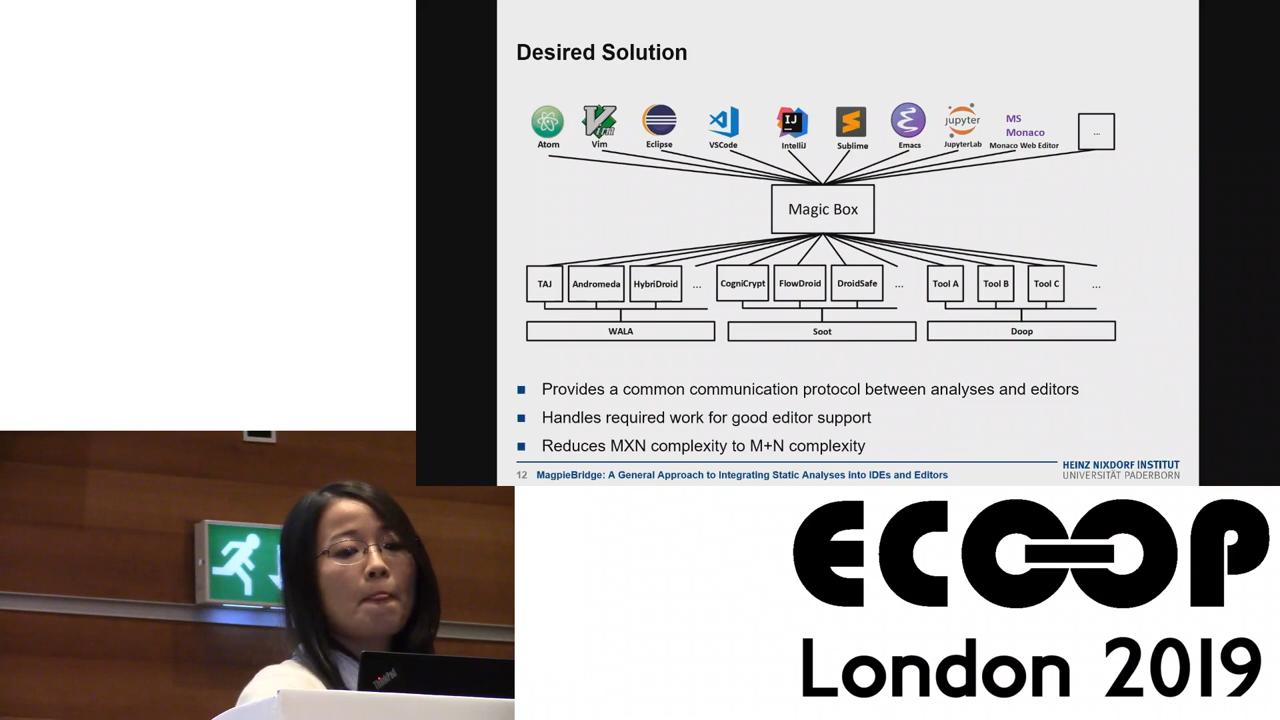 Desired Solution
MS
Monaco
jupyter
IJ
Atom Vim Eclipse VSCode IntelliJ Sublime Emacs JupyterLab Monaco Web Editor ...
Magic Box
TAJ Andromeda HybriDroid ... CogniCrypt FlowDroid DroidSafe ... Tool A Tool B Tool C ...
WALA Soot Doop
Provides a common communication protocol between analyses and editors
Handles required work for good editor support
Reduces MXN complexity to M+N complexity
12 MagpieBridge: A General Approach to Integrating Static Analyses into IDEs and Editors
HEINZ NIXDORF INSTITUT
UNIVERSITÄT PADERBORN
ThinkPad
ECOOP
London 2019